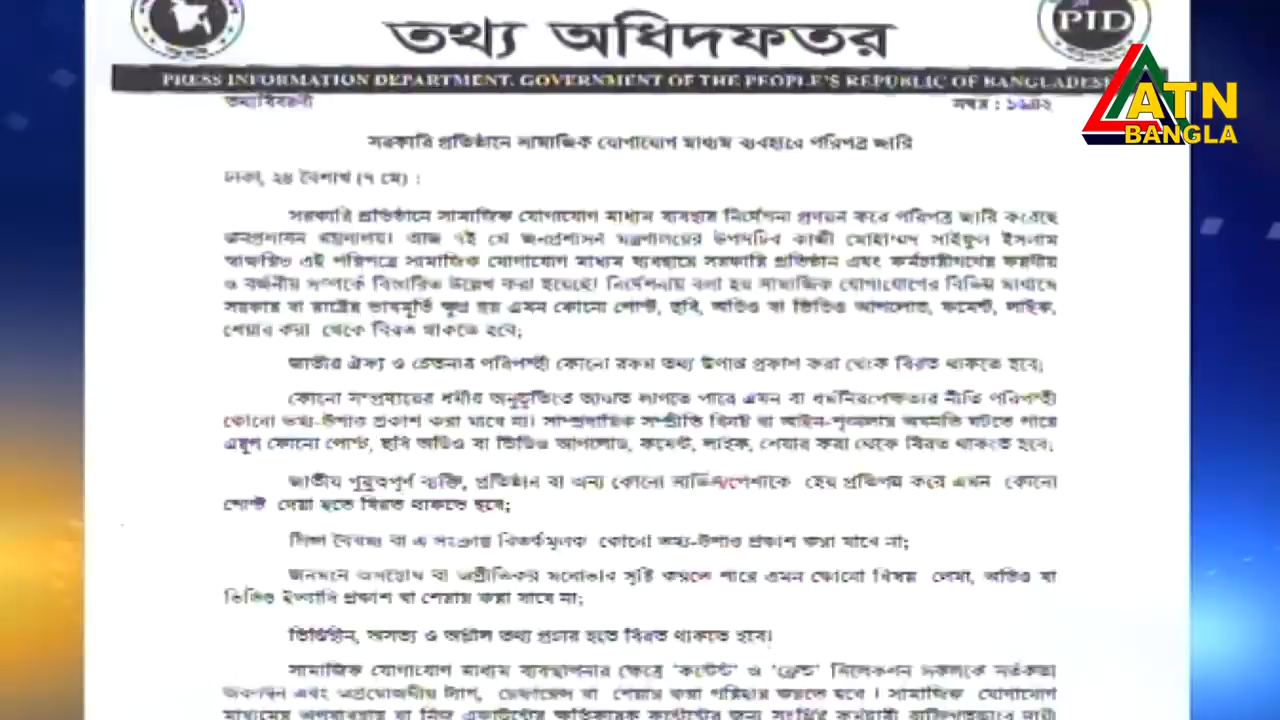 তথ্য অধিদফতর
PID
PRESS INFORMATION DEPARTMENT, GOVERNMENT OF THE PEOPLE'S REPUBLIC OF BANGLADESH
ATN
BANGLA
তথ্যবিবরণী নম্বর :
সরকারি প্রতিষ্ঠানে সামাজিক যোগাযোগ মাধ্যম ব্যবহারে পরিপত্র জারি
ঢাকা, ২৪ বৈশাখ (৭ মে) :
সরকারি প্রতিষ্ঠানে সামাজিক যোগাযোগ মাধ্যম ব্যবহার নির্দেশনা প্রণয়ন করে পরিপত্র জারি করেছে
জনপ্রশাসন মন্ত্রণালয়। আজ এই মে জনপ্রশাসন মন্ত্রণালয়ের উপসচিব কাজী মোহাম্মদ সাইফুল ইসলাম
স্বাক্ষরিত এই পরিপত্রে সামাজিক যোগাযোগ মাধ্যম ব্যবহারে সরকারি প্রতিষ্ঠান এবং কর্মচারীগণের করণীয়
ও বর্জনীয় সম্পর্কে বিস্তারিত উল্লেখ করা হয়েছে। নির্দেশনায় বলা হয় সামাজিক যোগাযোগের বিভিন্ন মাধ্যমে
সরকার বা রাষ্ট্রের ভাবমূর্তি ক্ষুণ্ন হয় এমন কোনো পোস্ট, ছবি, অডিও বা ভিডিও আপলোড, কমেন্ট, লাইক,
শেয়ার করা থেকে বিরত থাকতে হবে;
জাতীয় ঐক্য ও চেতনার পরিপন্থী কোনো রকম তথ্য উপাত্ত প্রকাশ করা থেকে বিরত থাকতে হবে;
কোনো সম্প্রদায়ের ধর্মীয় অনুভূতিতে আঘাত লাগতে পারে এমন বা ধর্মনিরপেক্ষতার নীতি পরিপন্থী
কোনো তথ্য-উপাত্ত প্রকাশ করা যাবে না। সাম্প্রদায়িক সম্প্রীতি বিনষ্ট বা আইন-শৃঙ্খলার অবনতি ঘটতে পারে
এরূপ কোনো পোস্ট, ছবি অডিও বা ভিডিও আপলোড, কমেন্ট, লাইক, শেয়ার করা থেকে বিরত থাকতে হবে;
জাতীয় গুরুত্বপূর্ণ ব্যক্তি, প্রতিষ্ঠান বা অন্য কোনো সার্ভিস/পেশাকে হেয় প্রতিপন্ন করে এমন কোনো
পোস্ট দেয়া হতে বিরত থাকতে হবে;
লিঙ্গ বৈষম্য বা এ সংক্রান্ত বিতর্কমূলক কোনো তথ্য-উপাত্ত প্রকাশ করা যাবে না;
জনমনে অসন্তোষ বা অপ্রীতিকর মনোভাব সৃষ্টি করতে পারে এমন কোনো বিষয় লেখা, অডিও বা
ভিডিও ইত্যাদি প্রকাশ বা শেয়ার করা যাবে না;
ভিত্তিহীন, অসত্য ও অশ্লীল তথ্য প্রচার হতে বিরত থাকতে হবে।
সামাজিক যোগাযোগ মাধ্যম ব্যবস্থাপনার ক্ষেত্রে 'কন্টেন্ট' ও 'ফ্রেন্ড' সিলেকশনে সকলকে সতর্কতা
অবলম্বন এবং অপ্রয়োজনীয় ট্যাগ, রেফারেন্স বা শেয়ার করা পরিহার করতে হবে । সামাজিক যোগাযোগ